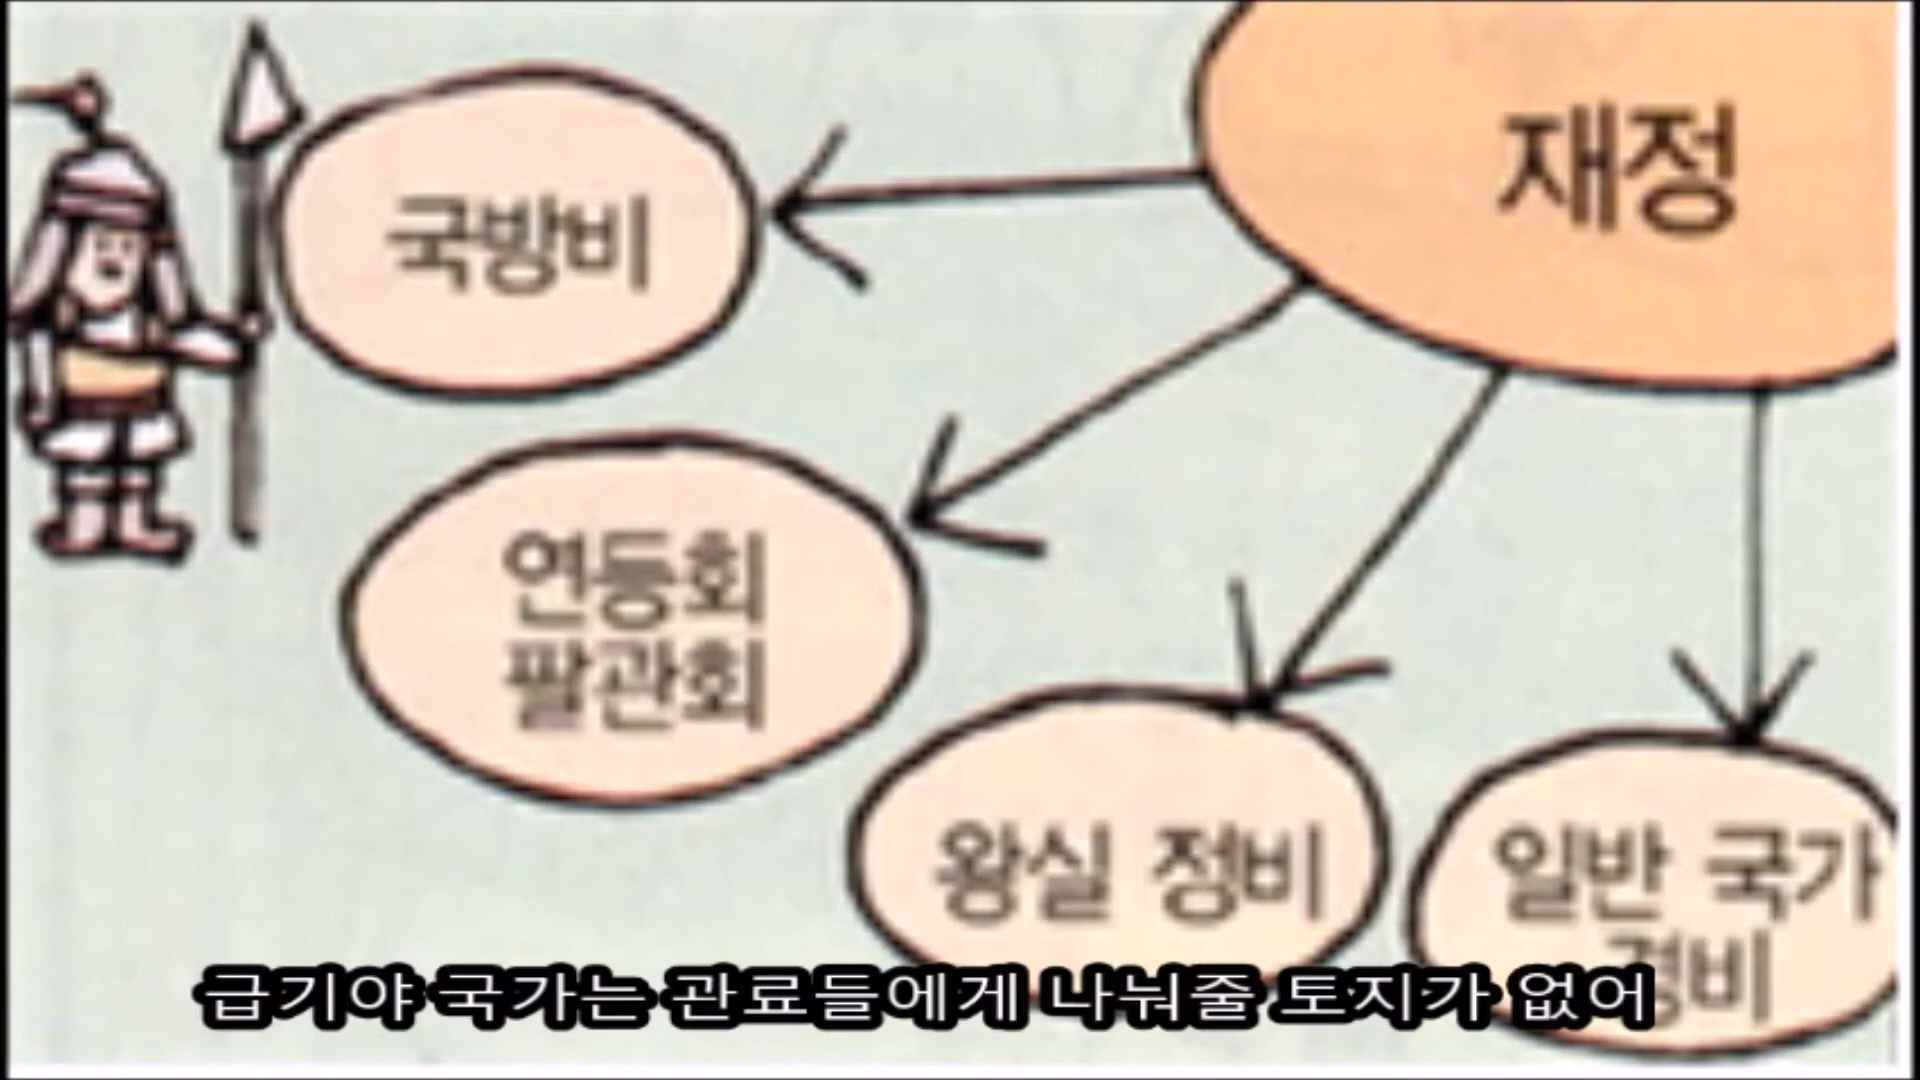 재정
국방비
연등회
팔관회
왕실 정비
일반 국가
경비
급기야 국가는 관료들에게 나눠줄 토지가 없어